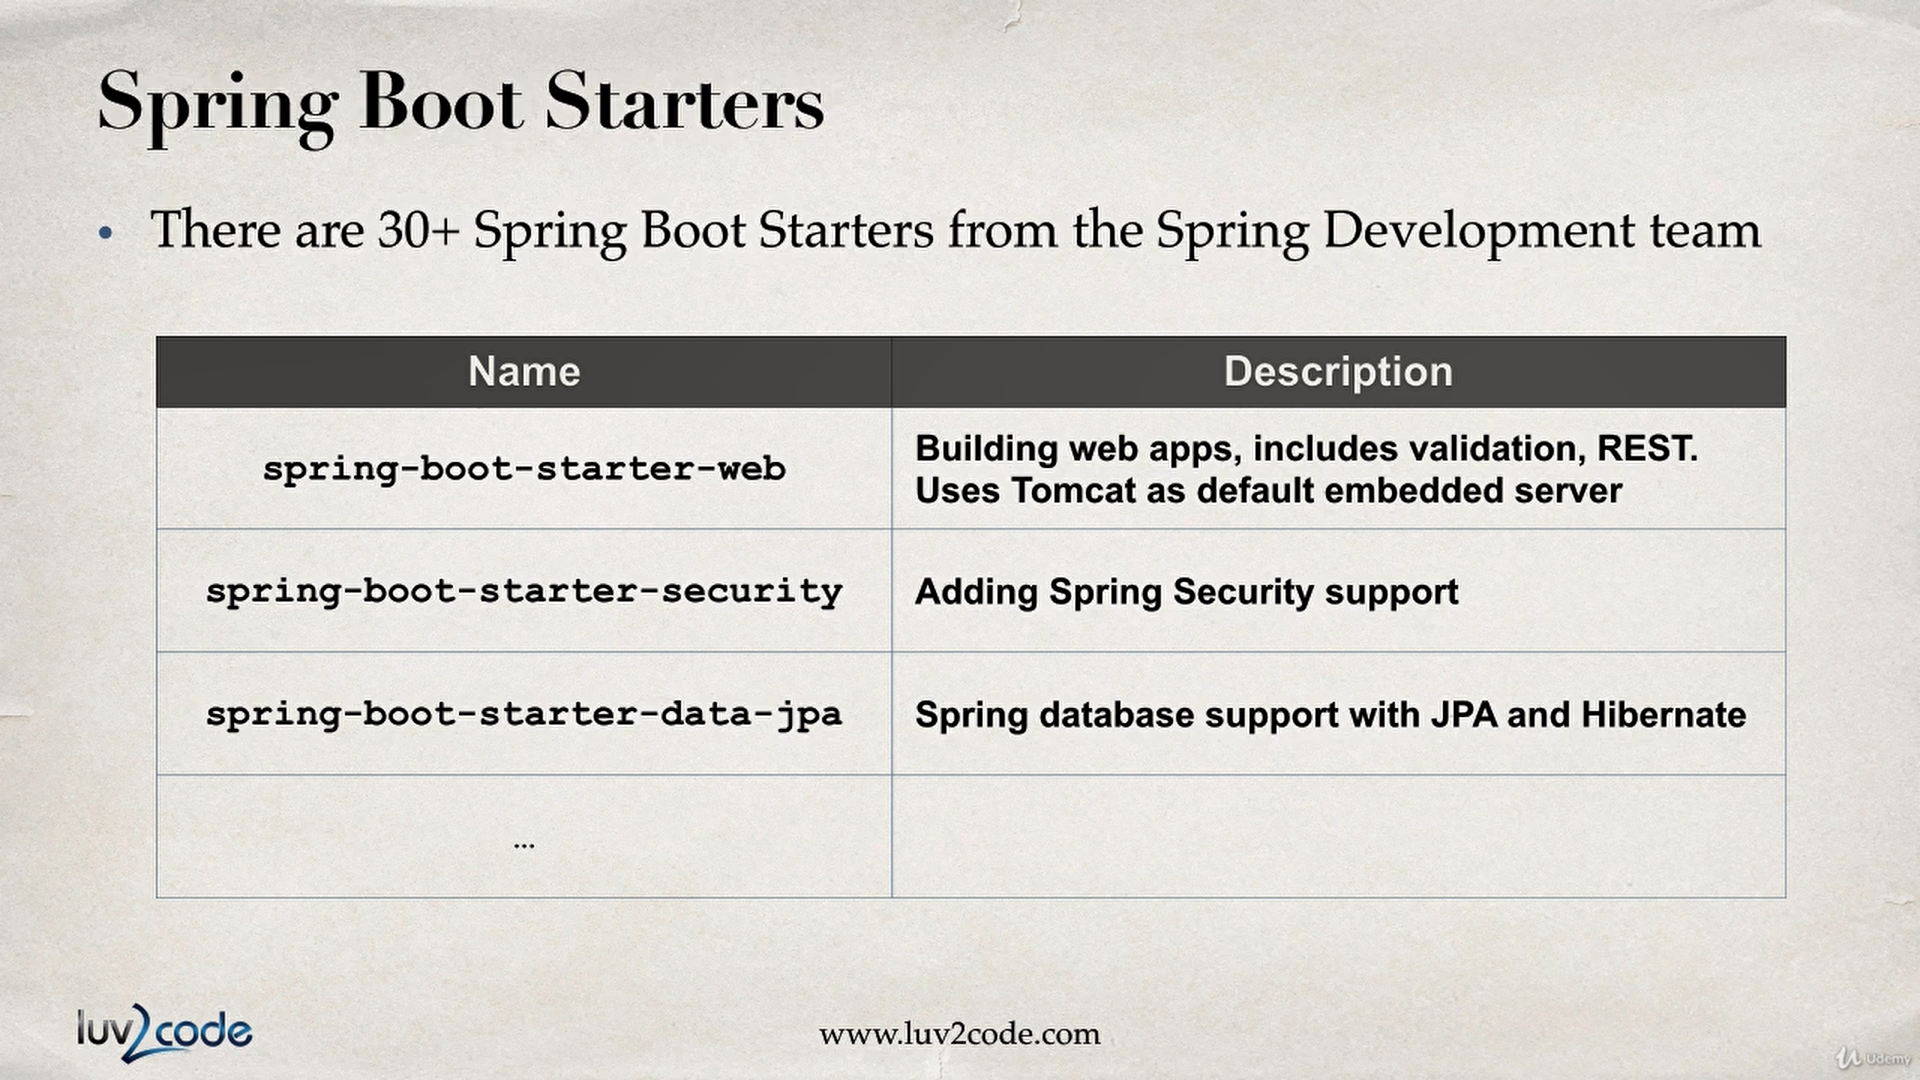 Spring Boot Starters
• There are 30+ Spring Boot Starters from the Spring Development team
Name Description
spring-boot-starter-web
Building web apps, includes validation, REST.
Uses Tomcat as default embedded server
spring-boot-starter-security
Adding Spring Security support
spring-boot-starter-data-jpa
Spring database support with JPA and Hibernate
...
luv2code
www.luv2code.com
Udemy